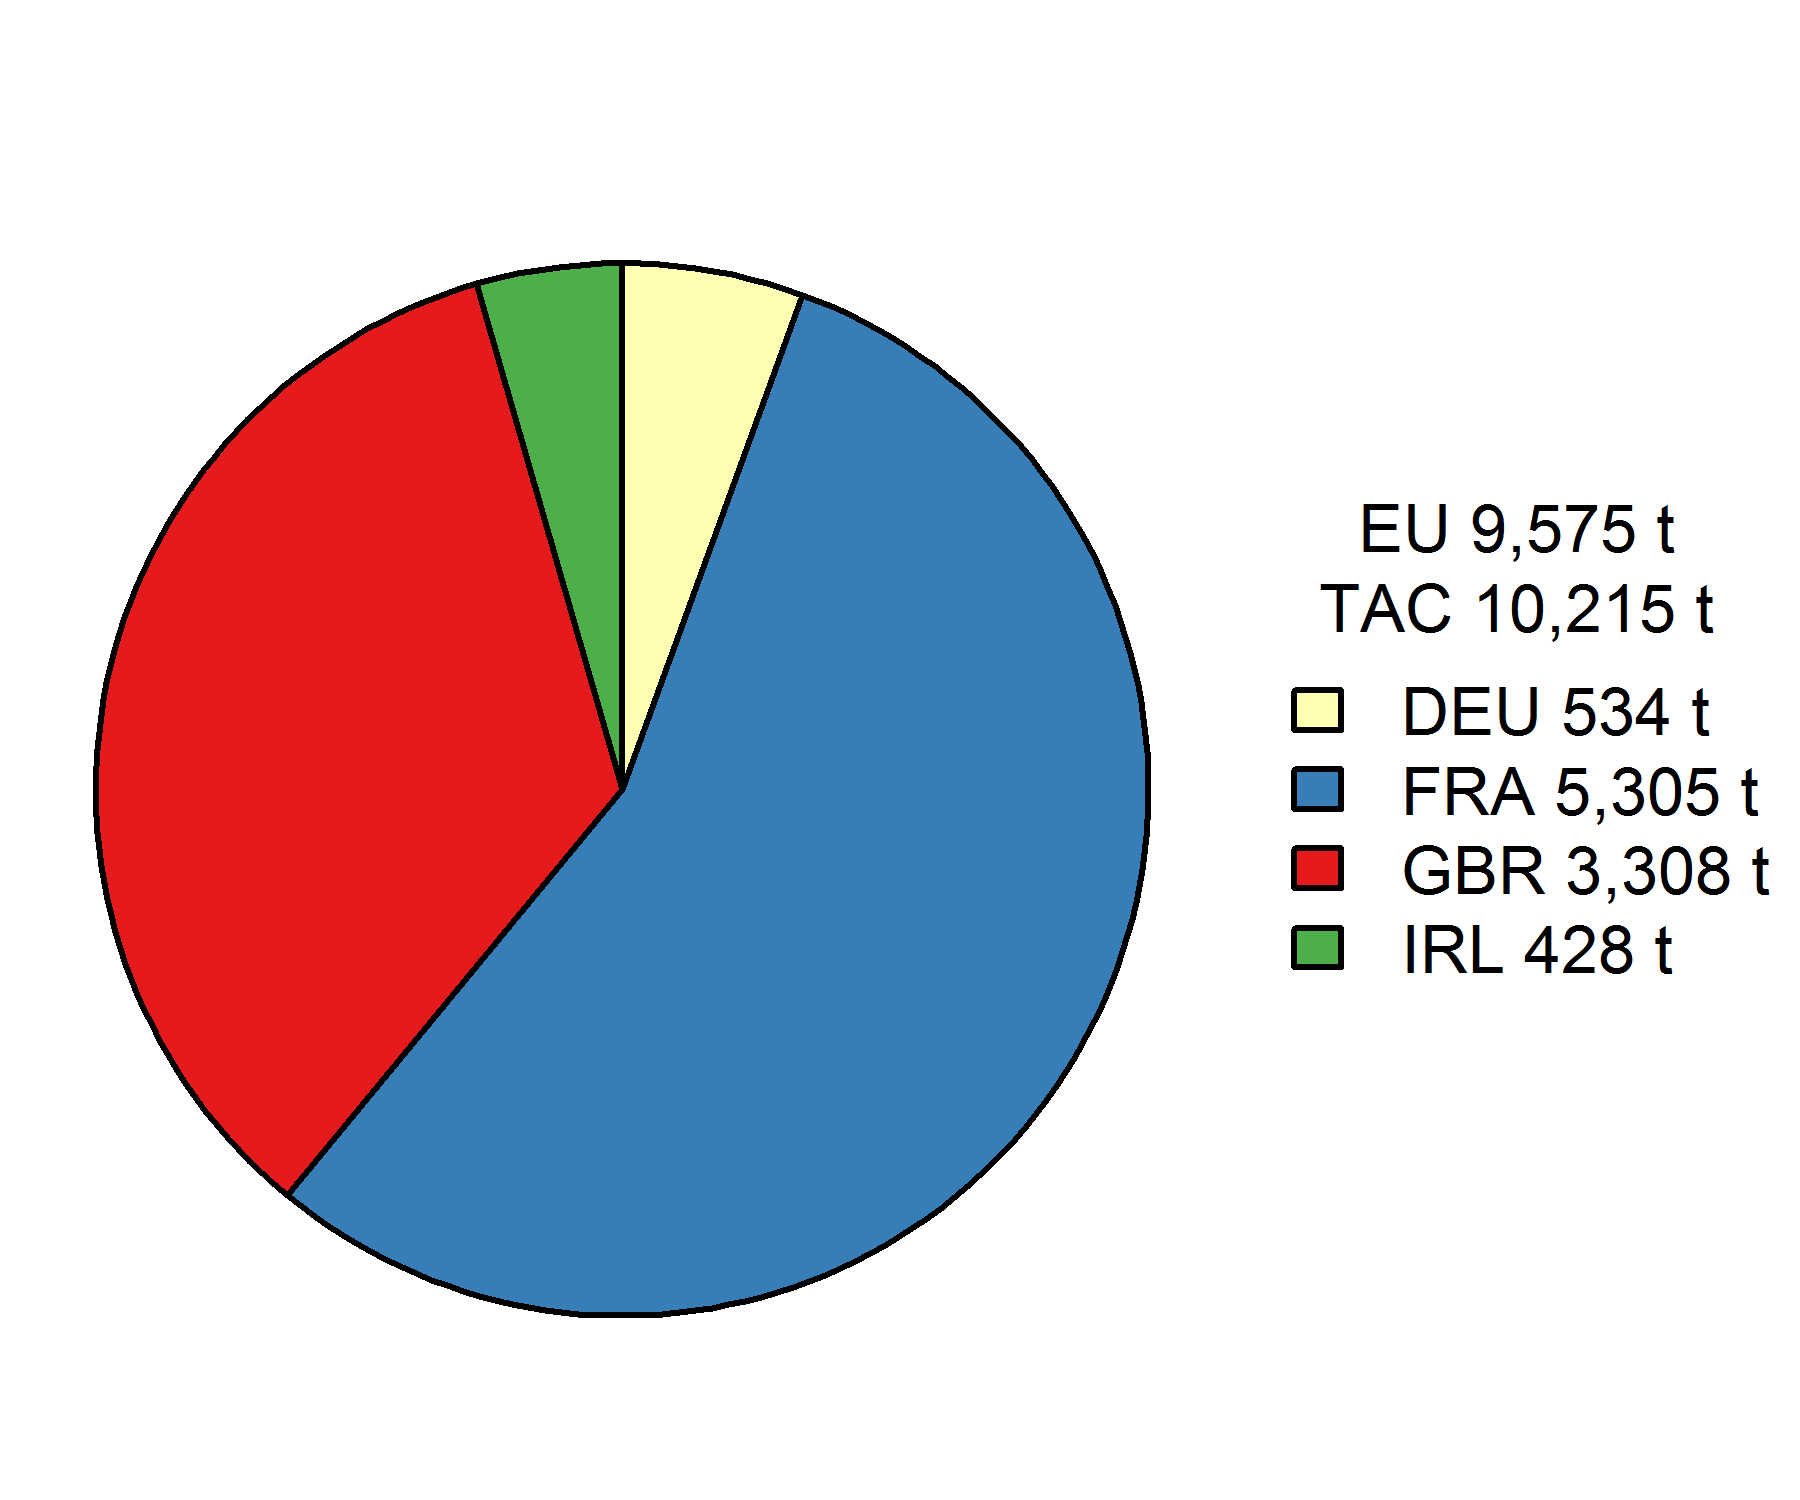 EU 9,575 t
TAC 10,215 t
DEU 534 t
FRA 5,305 t
GBR 3,308 t
IRL 428 t